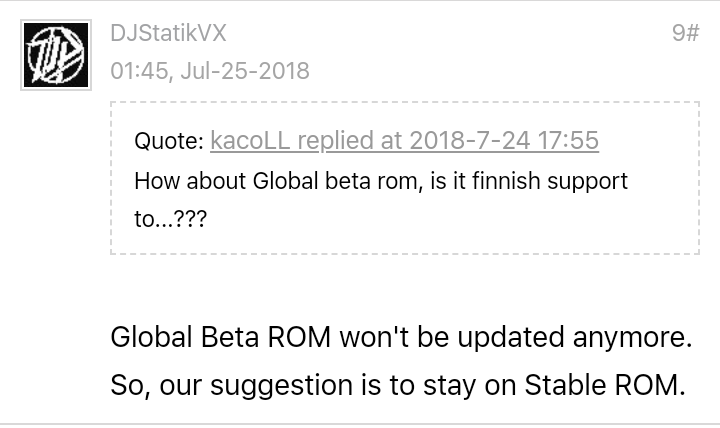 DJStatikVX 9#
01:45, Jul-25-2018
Quote: kacoLL replied at 2018-7-24 17:55
How about Global beta rom, is it finnish support
to...???
Global Beta ROM won't be updated anymore.
So, our suggestion is to stay on Stable ROM.